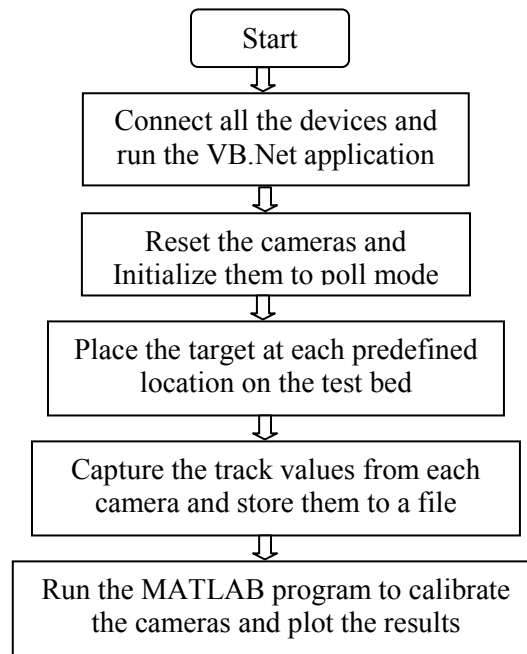 Start
Connect all the devices and
run the VB.Net application
Reset the cameras and
Initialize them to poll mode
Place the target at each predefined
location on the test bed
Capture the track values from each
camera and store them to a file
Run the MATLAB program to calibrate
the cameras and plot the results